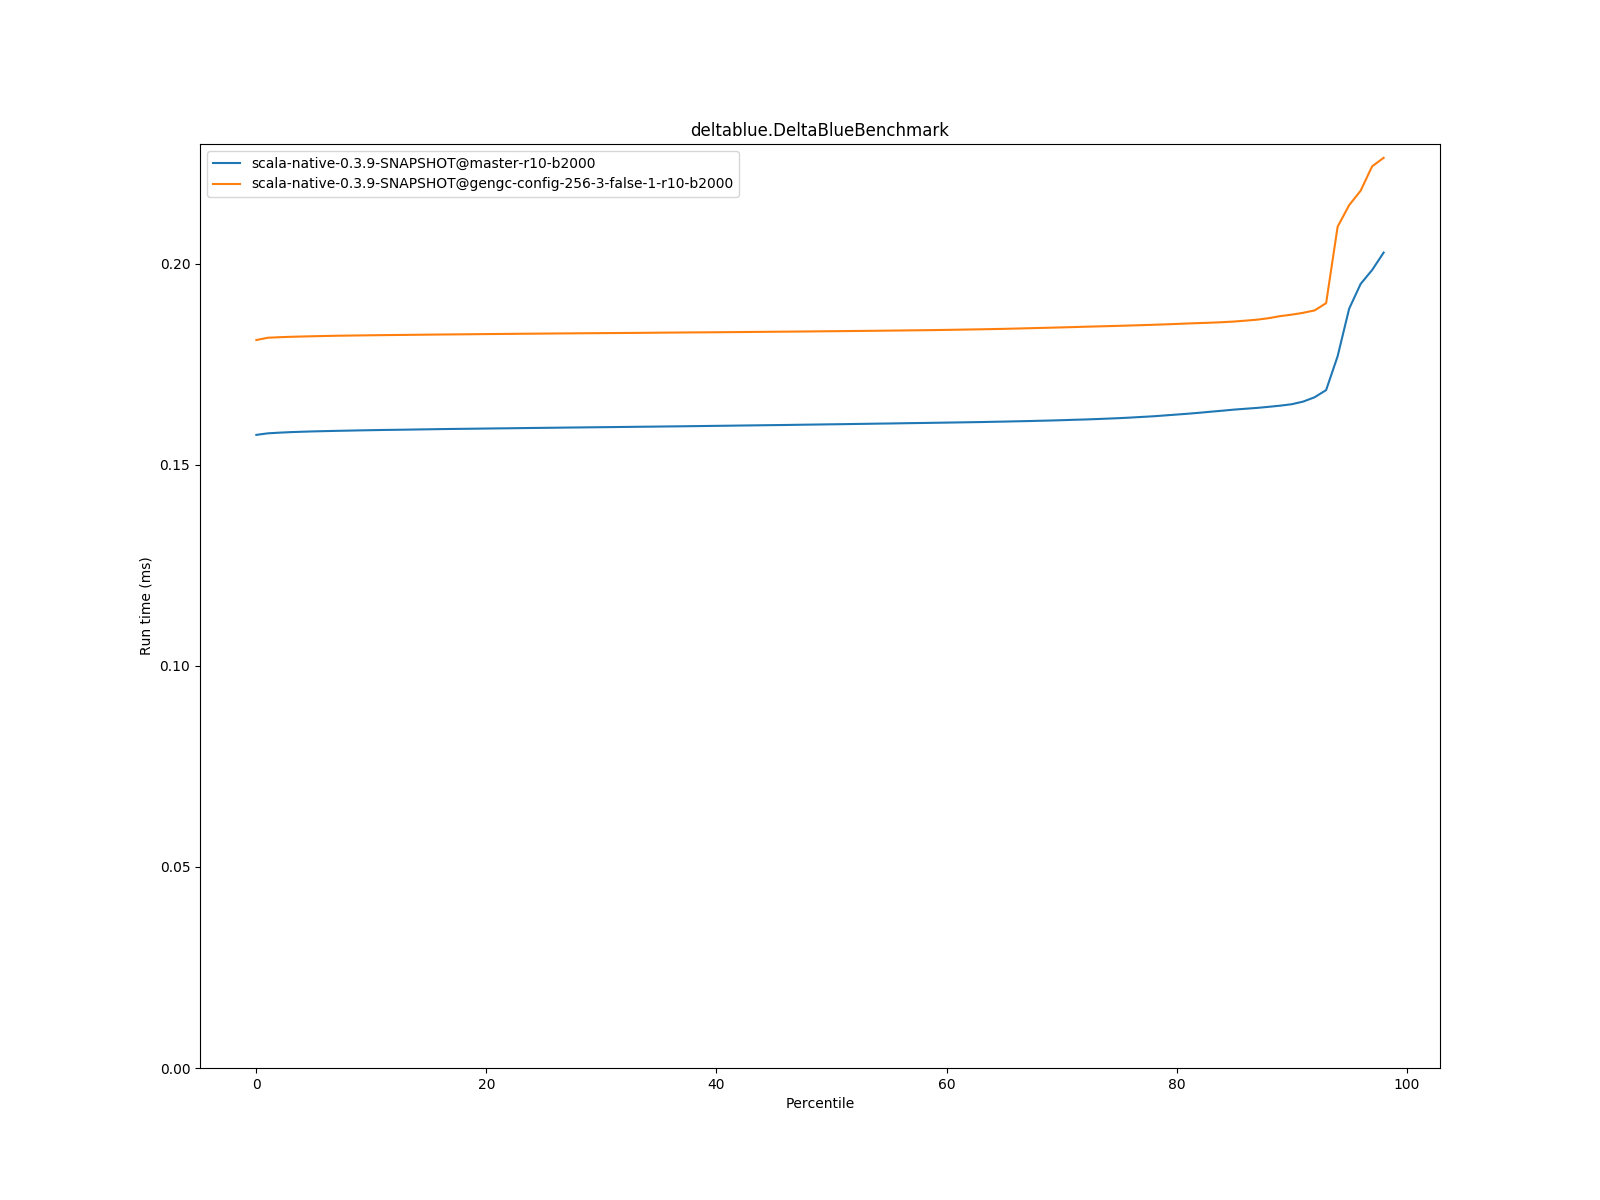 deltablue.DeltaBlueBenchmark
scala-native-0.3.9-SNAPSHOT@master-r10-b2000
scala-native-0.3.9-SNAPSHOT@gengc-config-256-3-false-1-r10-b2000
0.20
0.15
0.10
0.05
0.00
Run time (ms)
0 20 40 60 80 100
Percentile